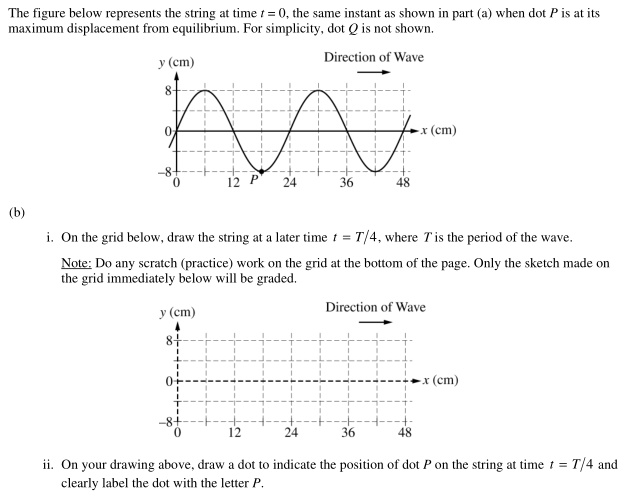 The figure below represents the string at time t = 0, the same instant as shown in part (a) when dot P is at its
maximum displacement from equilibrium. For simplicity, dot Q is not shown.
y (cm)
Direction of Wave
8
0
x (cm)
–8
0
12
P
24
36
48
(b)
i. On the grid below, draw the string at a later time t = T/4, where T is the period of the wave.
Note: Do any scratch (practice) work on the grid at the bottom of the page. Only the sketch made on
the grid immediately below will be graded.
y (cm)
Direction of Wave
8
0
x (cm)
–8
0
12
24
36
48
ii. On your drawing above, draw a dot to indicate the position of dot P on the string at time t = T/4 and
clearly label the dot with the letter P.